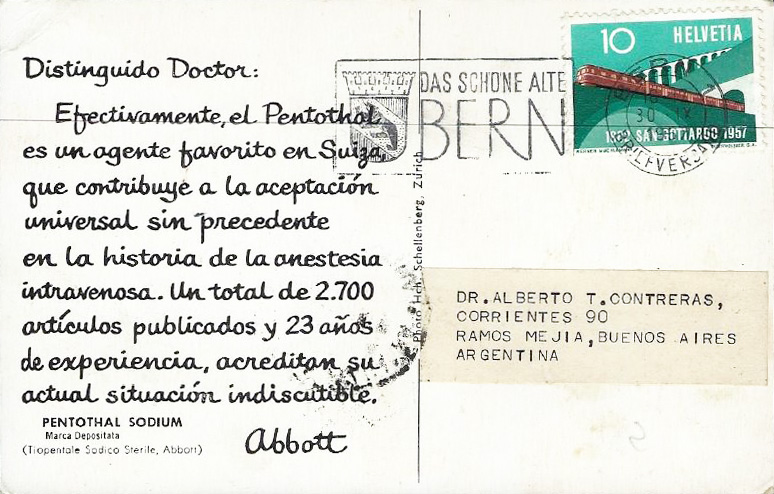 Distinguido Doctor:
Efectivamente, el Pentothal
es un agente favorito en Suiza,
que contribuye a la aceptación
universal sin precedente
en la historia de la anestesia
intravenosa. Un total de 2.700
artículos publicados y 23 años
de experiencia, acreditan su
actual situación indiscutible.
PENTOTHAL SODIUM
Marca Depositata
(Tiopentale Sodico Sterile, Abbott)
Abbott
Photo Hch. Schellenberg, Zürich
DAS SCHÖNE ALTE
BERN
10 HELVETIA
SAN GOTTARDO 1957
30 IX
DR.ALBERTO T.CONTRERAS,
CORRIENTES 90
RAMOS MEJIA,BUENOS AIRES
ARGENTINA